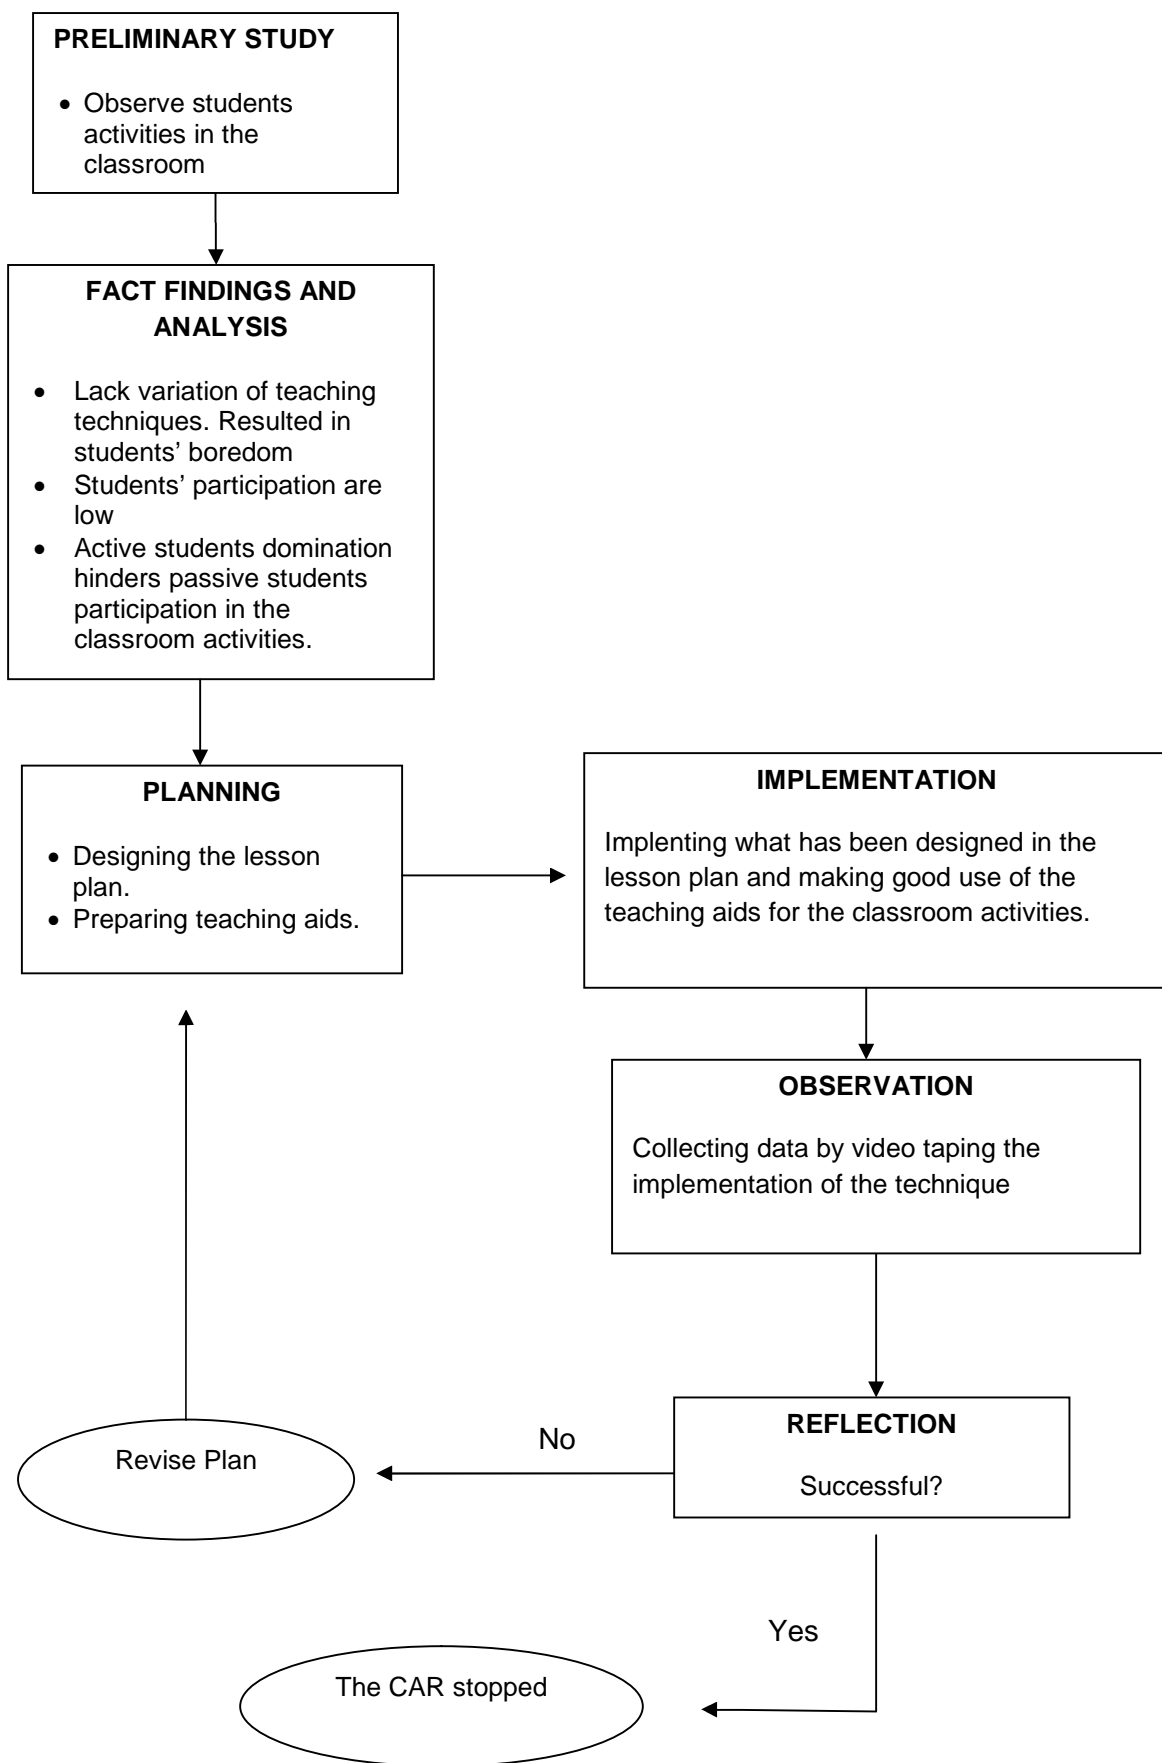 PRELIMINARY STUDY
• Observe students
activities in the
classroom
FACT FINDINGS AND
ANALYSIS
• Lack variation of teaching
techniques. Resulted in
students’ boredom
• Students’ participation are
low
• Active students domination
hinders passive students
participation in the
classroom activities.
PLANNING
• Designing the lesson
plan.
• Preparing teaching aids.
IMPLEMENTATION
Implenting what has been designed in the
lesson plan and making good use of the
teaching aids for the classroom activities.
OBSERVATION
Collecting data by video taping the
implementation of the technique
REFLECTION
Successful?
No
Revise Plan
Yes
The CAR stopped